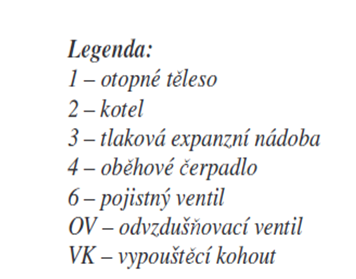 Legenda:
1 – otopné těleso
2 – kotel
3 – tlaková expanzní nádoba
4 – oběhové čerpadlo
6 – pojistný ventil
OV – odvzdušňovací ventil
VK – vypouštěcí kohout